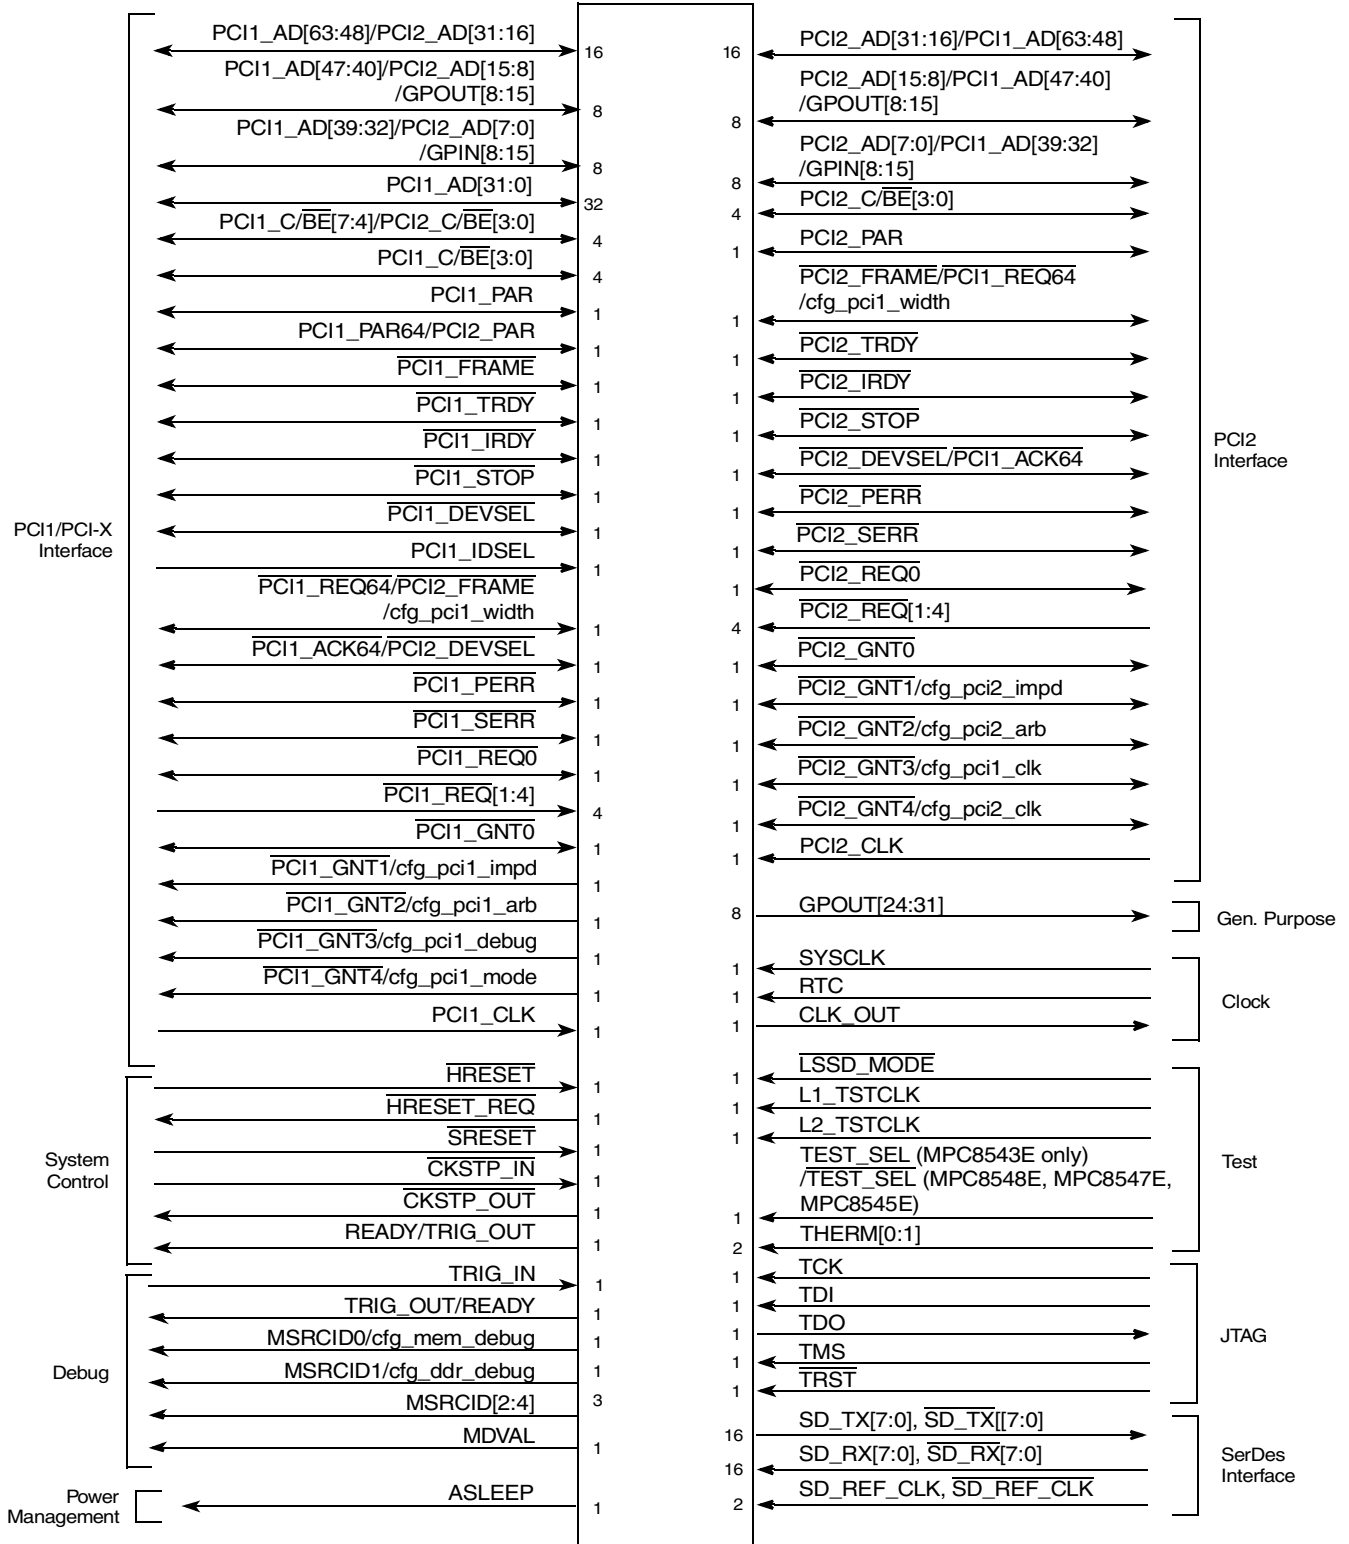 PCI1/PCI-X
Interface
PCI1_AD[63:48]/PCI2_AD[31:16]
16
PCI1_AD[47:40]/PCI2_AD[15:8]
/GPOUT[8:15]
8
PCI1_AD[39:32]/PCI2_AD[7:0]
/GPIN[8:15]
8
PCI1_AD[31:0]
32
PCI1_C/B̅E̅[7:4]/PCI2_C/B̅E̅[3:0]
4
PCI1_C/B̅E̅[3:0]
4
PCI1_PAR
1
PCI1_PAR64/PCI2_PAR
1
PCI1_FRAME
1
PCI1_TRDY
1
PCI1_IRDY
1
PCI1_STOP
1
PCI1_DEVSEL
1
PCI1_IDSEL
1
PCI1_REQ64/PCI2_FRAME
/cfg_pci1_width
1
PCI1_ACK64/PCI2_DEVSEL
1
PCI1_PERR
1
PCI1_SERR
1
PCI1_REQ0
1
PCI1_REQ[1:4]
4
PCI1_GNT0
1
PCI1_GNT1/cfg_pci1_impd
1
PCI1_GNT2/cfg_pci1_arb
1
PCI1_GNT3/cfg_pci1_debug
1
PCI1_GNT4/cfg_pci1_mode
1
PCI1_CLK
1
System
Control
HRESET
1
HRESET_REQ
1
SRESET
1
CKSTP_IN
1
CKSTP_OUT
1
READY/TRIG_OUT
1
Debug
TRIG_IN
1
TRIG_OUT/READY
1
MSRCID0/cfg_mem_debug
1
MSRCID1/cfg_ddr_debug
1
MSRCID[2:4]
3
MDVAL
1
Power
Management
ASLEEP
1
PCI2
Interface
16
PCI2_AD[31:16]/PCI1_AD[63:48]
PCI2_AD[15:8]/PCI1_AD[47:40]
/GPOUT[8:15]
8
PCI2_AD[7:0]/PCI1_AD[39:32]
/GPIN[8:15]
8
PCI2_C/B̅E̅[3:0]
4
PCI2_PAR
1
PCI2_FRAME/PCI1_REQ64
/cfg_pci1_width
1
PCI2_TRDY
1
PCI2_IRDY
1
PCI2_STOP
1
PCI2_DEVSEL/PCI1_ACK64
1
PCI2_PERR
1
PCI2_SERR
1
PCI2_REQ0
1
PCI2_REQ[1:4]
4
PCI2_GNT0
1
PCI2_GNT1/cfg_pci2_impd
1
PCI2_GNT2/cfg_pci2_arb
1
PCI2_GNT3/cfg_pci1_clk
1
PCI2_GNT4/cfg_pci2_clk
1
PCI2_CLK
1
GPOUT[24:31]
8
Gen. Purpose
SYSCLK
1
RTC
1
CLK_OUT
1
Clock
LSSD_MODE
1
L1_TSTCLK
1
L2_TSTCLK
1
TEST_SEL (MPC8543E only)
/TEST_SEL (MPC8548E, MPC8547E,
MPC8545E)
1
THERM[0:1]
2
Test
TCK
1
TDI
1
TDO
1
TMS
1
TRST
1
JTAG
SD_TX[7:0], SD_TX[[7:0]
16
SD_RX[7:0], SD_RX[7:0]
16
SD_REF_CLK, SD_REF_CLK
2
SerDes
Interface